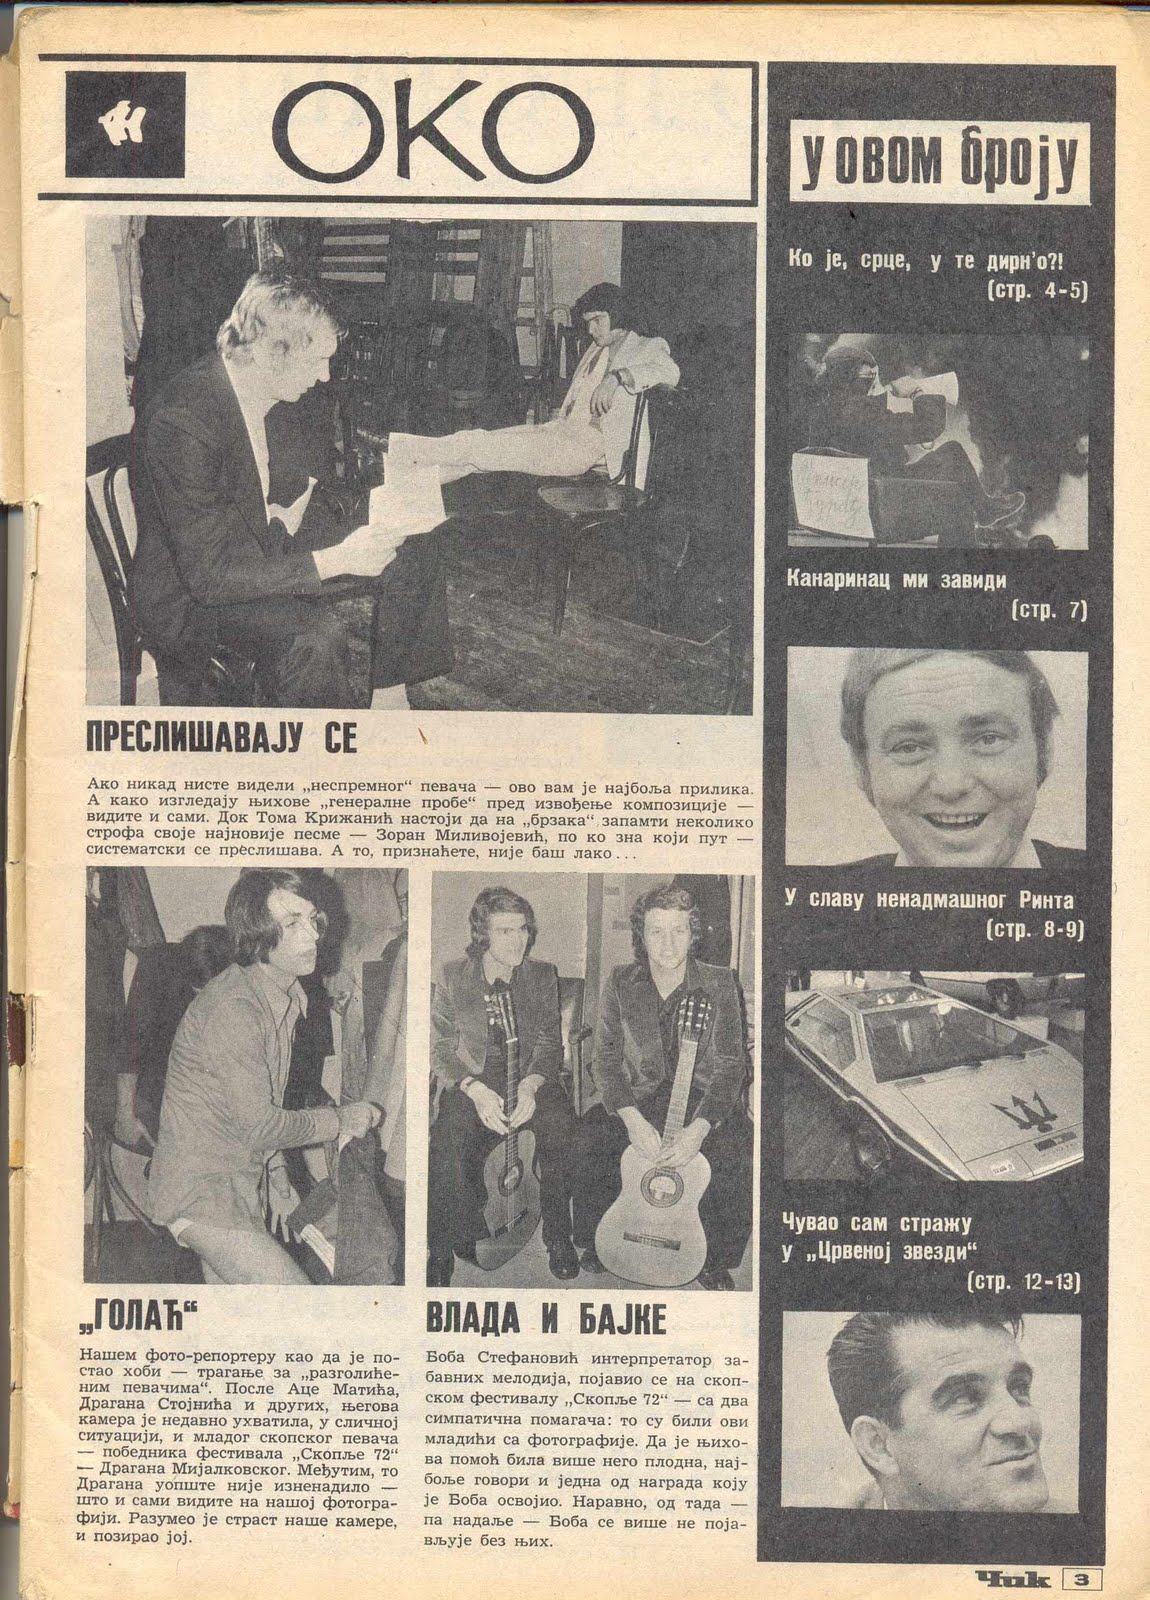 ОКО
ПРЕСЛИШАВАЈУ СЕ
Ако никад нисте видели „неспремног“ певача — ово вам је најбоља прилика.
А како изгледају њихове „генералне пробе“ пред извођење композиције —
видите и сами. Док Тома Крижанић настоји да на „брзака“ запамти неколико
строфа своје најновије песме — Зоран Миливојевић, по ко зна који пут —
систематски се преслишава. А то, признаћете, није баш лако...
„ГОЛАЋ“
Нашем фото-репортеру као да је по-
стао хоби — трагање за „разголиће-
ним певачима“. После Аце Матића,
Драгана Стојнића и других, његова
камера је недавно ухватила, у сличној
ситуацији, и младог скопског певача
— победника фестивала „Скопље 72“
— Драгана Мијалковског. Међутим, то
Драгана уопште није изненадило —
што и сами видите на нашој фотогра-
фији. Разумео је страст наше камере,
и позирао јој.
ВЛАДА И БАЈКЕ
Боба Стефановић интерпретатор за-
бавних мелодија, појавио се на скоп-
ском фестивалу „Скопље 72“ — са два
симпатична помагача: то су били ови
младићи са фотографије. Да је њихо-
ва помоћ била више него плодна, нај-
боље говори и једна од награда коју
је Боба освојио. Наравно, од тада —
па надаље — Боба се више не поја-
вљује без њих.
У ОВОМ БРОЈУ
Ко је, срце, у те дирн’о?!
(стр. 4-5)
Канаринац ми завиди
(стр. 7)
У славу ненадмашног Ринта
(стр. 8-9)
Чувао сам стражу
у „Црвеној звезди“
(стр. 12-13)
Чик 3